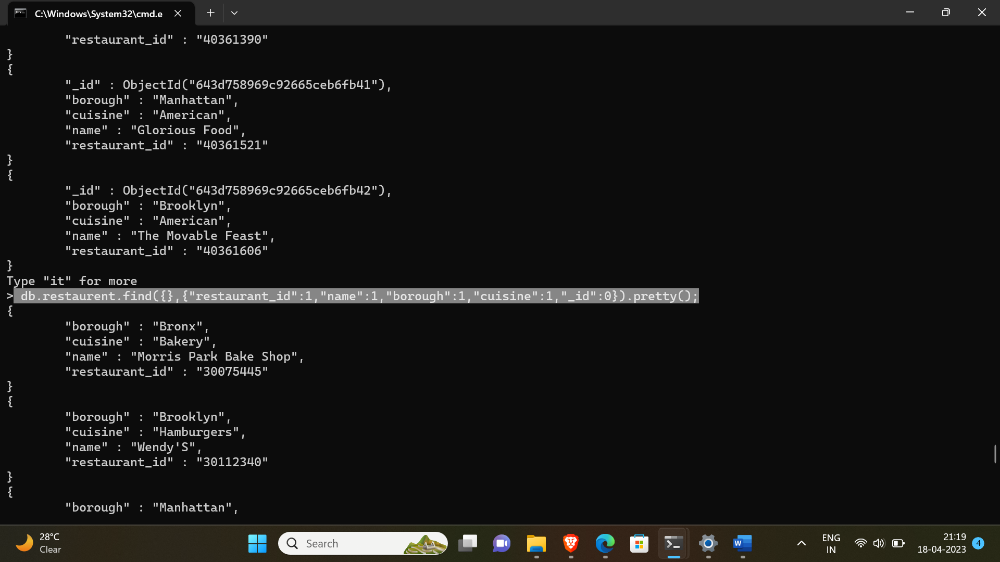 C:\Windows\System32\cmd.e
"restaurant_id" : "40361390"
}
{
"_id" : ObjectId("643d758969c92665ceb6fb41"),
"borough" : "Manhattan",
"cuisine" : "American",
"name" : "Glorious Food",
"restaurant_id" : "40361521"
}
{
"_id" : ObjectId("643d758969c92665ceb6fb42"),
"borough" : "Brooklyn",
"cuisine" : "American",
"name" : "The Movable Feast",
"restaurant_id" : "40361606"
}
Type "it" for more
> db.restaurent.find({},{"restaurant_id":1,"name":1,"borough":1,"cuisine":1,"_id":0}).pretty();
{
"borough" : "Bronx",
"cuisine" : "Bakery",
"name" : "Morris Park Bake Shop",
"restaurant_id" : "30075445"
}
{
"borough" : "Brooklyn",
"cuisine" : "Hamburgers",
"name" : "Wendy'S",
"restaurant_id" : "30112340"
}
{
"borough" : "Manhattan",
28°C
Clear
Search
W
ENG
IN
21:19
18-04-2023
4